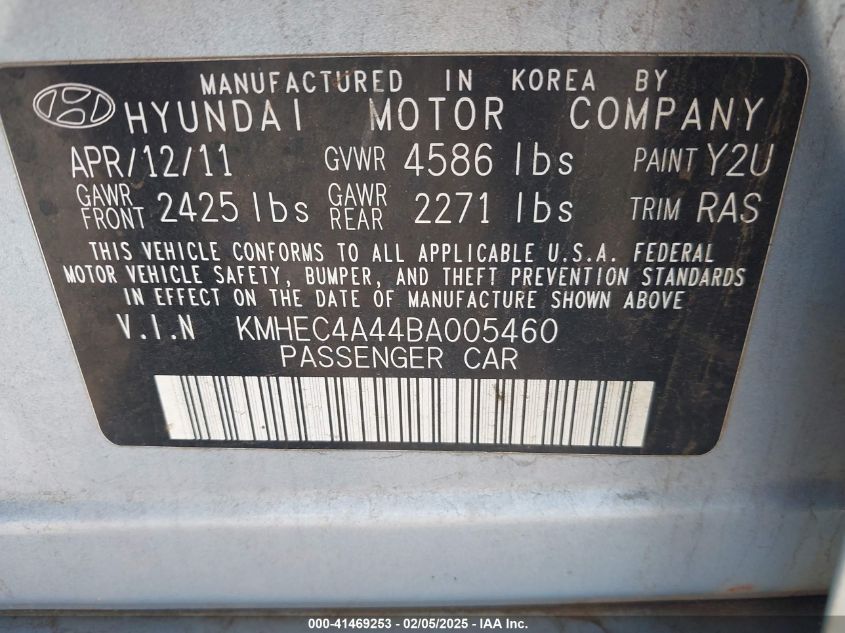 MANUFACTURED IN KOREA BY
HYUNDAI MOTOR COMPANY
APR/12/11 GVWR 4586 lbs PAINT Y2U
GAWR FRONT 2425 lbs GAWR REAR 2271 lbs TRIM RAS
THIS VEHICLE CONFORMS TO ALL APPLICABLE U.S.A. FEDERAL
MOTOR VEHICLE SAFETY, BUMPER, AND THEFT PREVENTION STANDARDS
IN EFFECT ON THE DATE OF MANUFACTURE SHOWN ABOVE
V.I.N KMHEC4A44BA005460
PASSENGER CAR
000-41469253 - 02/05/2025 - IAA Inc.